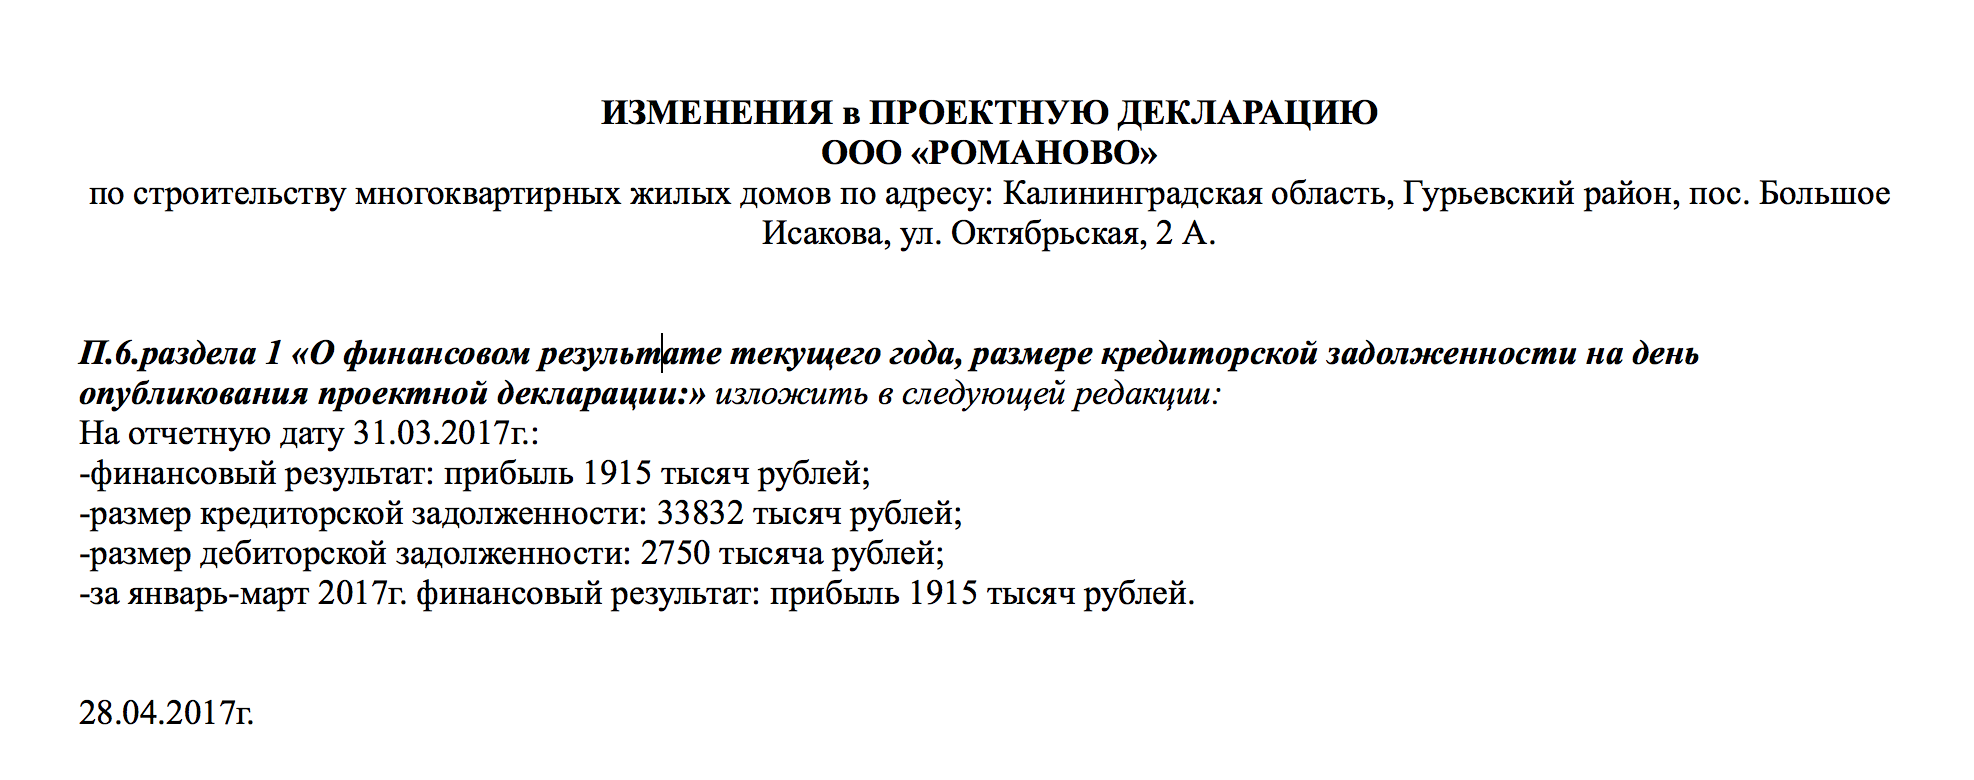 ИЗМЕНЕНИЯ в ПРОЕКТНУЮ ДЕКЛАРАЦИЮ
ООО «РОМАНОВО»
по строительству многоквартирных жилых домов по адресу: Калининградская область, Гурьевский район, пос. Большое
Исакова, ул. Октябрьская, 2 А.
П.6.раздела 1 «О финансовом результате текущего года, размере кредиторской задолженности на день
опубликования проектной декларации:» изложить в следующей редакции:
На отчетную дату 31.03.2017г.:
-финансовый результат: прибыль 1915 тысяч рублей;
-размер кредиторской задолженности: 33832 тысяч рублей;
-размер дебиторской задолженности: 2750 тысяча рублей;
-за январь-март 2017г. финансовый результат: прибыль 1915 тысяч рублей.
28.04.2017г.